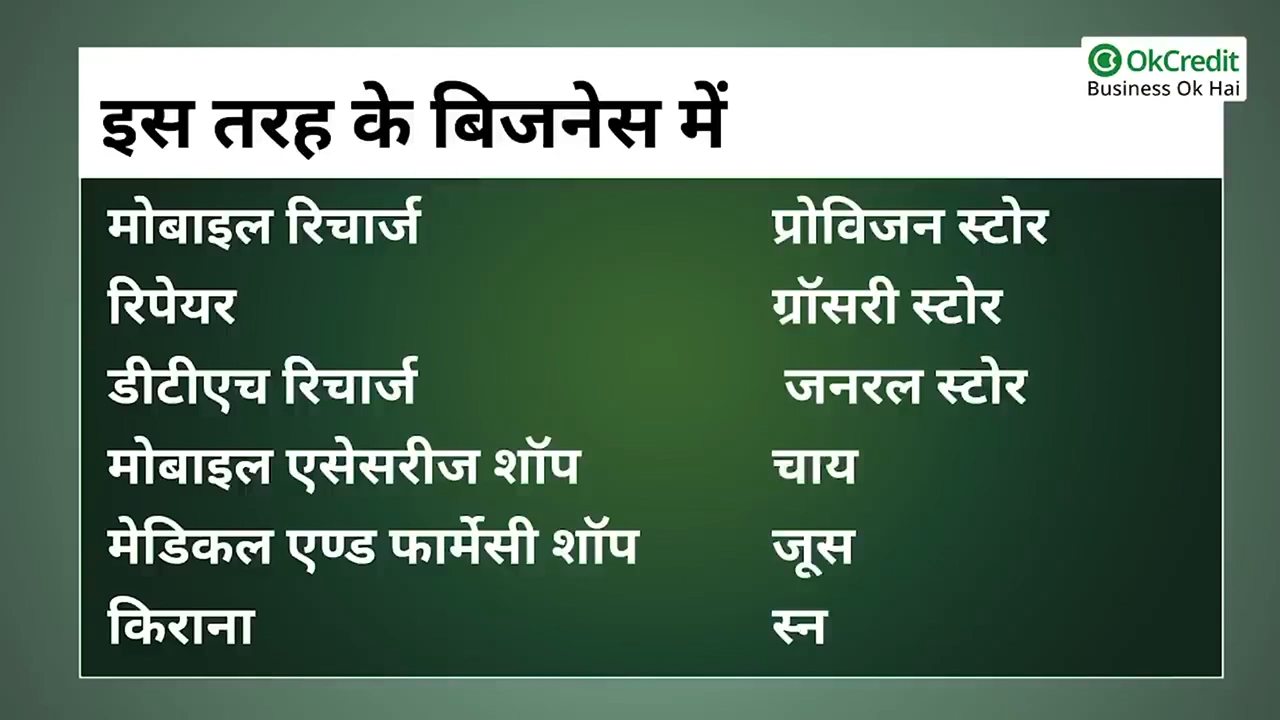 OkCredit
Business Ok Hai
इस तरह के बिजनेस में
मोबाइल रिचार्ज
रिपेयर
डीटीएच रिचार्ज
मोबाइल एसेसरीज शॉप
मेडिकल एण्ड फार्मेसी शॉप
किराना
प्रोविजन स्टोर
ग्रॉसरी स्टोर
जनरल स्टोर
चाय
जूस
स्न